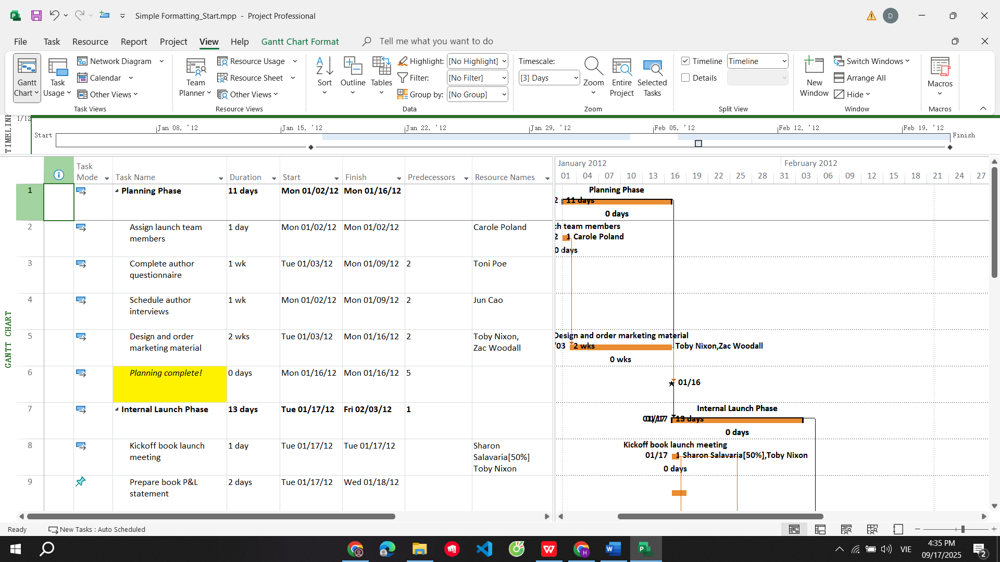 Simple Formatting_Start.mpp - Project Professional
D
File Task Resource Report Project View Help Gantt Chart Format Tell me what you want to do
Gantt Chart
Task Usage
Network Diagram
Calendar
Other Views
Task Views
Team Planner
Resource Usage
Resource Sheet
Other Views
Resource Views
Sort
Outline
Tables
Highlight: [No Highlight]
Filter: [No Filter]
Group by: [No Group]
Data
Timescale:
[3] Days
Zoom
Entire Project
Selected Tasks
Zoom
Timeline Timeline
Details
Split View
New Window
Switch Windows
Arrange All
Hide
Window
Macros
Macros
TIMELINE
1/12
Jan 08, '12 Jan 15, '12 Jan 22, '12 Jan 29, '12 Feb 05, '12 Feb 12, '12 Feb 19, '12
Start
Finish
GANTT CHART
Task Mode Task Name Duration Start Finish Predecessors Resource Names
1 Planning Phase 11 days Mon 01/02/12 Mon 01/16/12
2 Assign launch team members 1 day Mon 01/02/12 Mon 01/02/12 Carole Poland
3 Complete author questionnaire 1 wk Tue 01/03/12 Mon 01/09/12 2 Toni Poe
4 Schedule author interviews 1 wk Mon 01/02/12 Mon 01/09/12 2 Jun Cao
5 Design and order marketing material 2 wks Tue 01/03/12 Mon 01/16/12 2 Toby Nixon, Zac Woodall
6 Planning complete! 0 days Mon 01/16/12 Mon 01/16/12 5
7 Internal Launch Phase 13 days Tue 01/17/12 Fri 02/03/12 1
8 Kickoff book launch meeting 1 day Tue 01/17/12 Tue 01/17/12 Sharon Salavaria[50%] Toby Nixon
9 Prepare book P&L statement 2 days Tue 01/17/12 Wed 01/18/12
January 2012 February 2012
01 04 07 10 13 16 19 22 25 28 31 03 06 09 12 15 18 21 24 27
Planning Phase
2 11 days
0 days
ch team members
2 1 Carole Poland
0 days
Design and order marketing material
/03 2 wks Toby Nixon,Zac Woodall
0 wks
01/16
Internal Launch Phase
01/17 13 days
0 days
Kickoff book launch meeting
01/17 1 Sharon Salavaria[50%],Toby Nixon
0 days
Ready New Tasks : Auto Scheduled
VIE
4:35 PM
09/17/2025
2